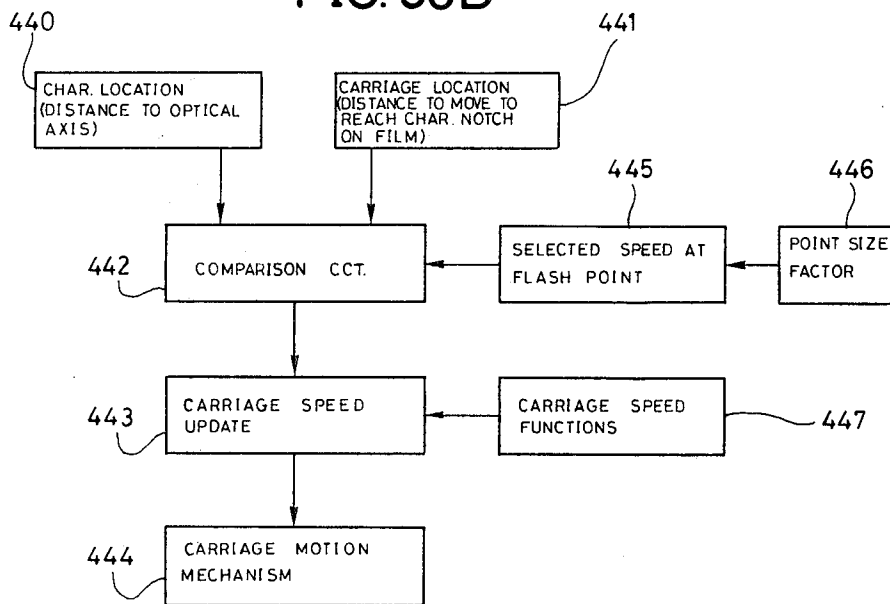 440
441
CHAR. LOCATION
(DISTANCE TO OPTICAL
AXIS)
CARRIAGE LOCATION
(DISTANCE TO MOVE TO
REACH CHAR. NOTCH
ON FILM)
445
446
442
COMPARISON CCT.
SELECTED SPEED AT
FLASH POINT
POINT SIZE
FACTOR
443
CARRIAGE SPEED
UPDATE
CARRIAGE SPEED
FUNCTIONS
447
444
CARRIAGE MOTION
MECHANISM